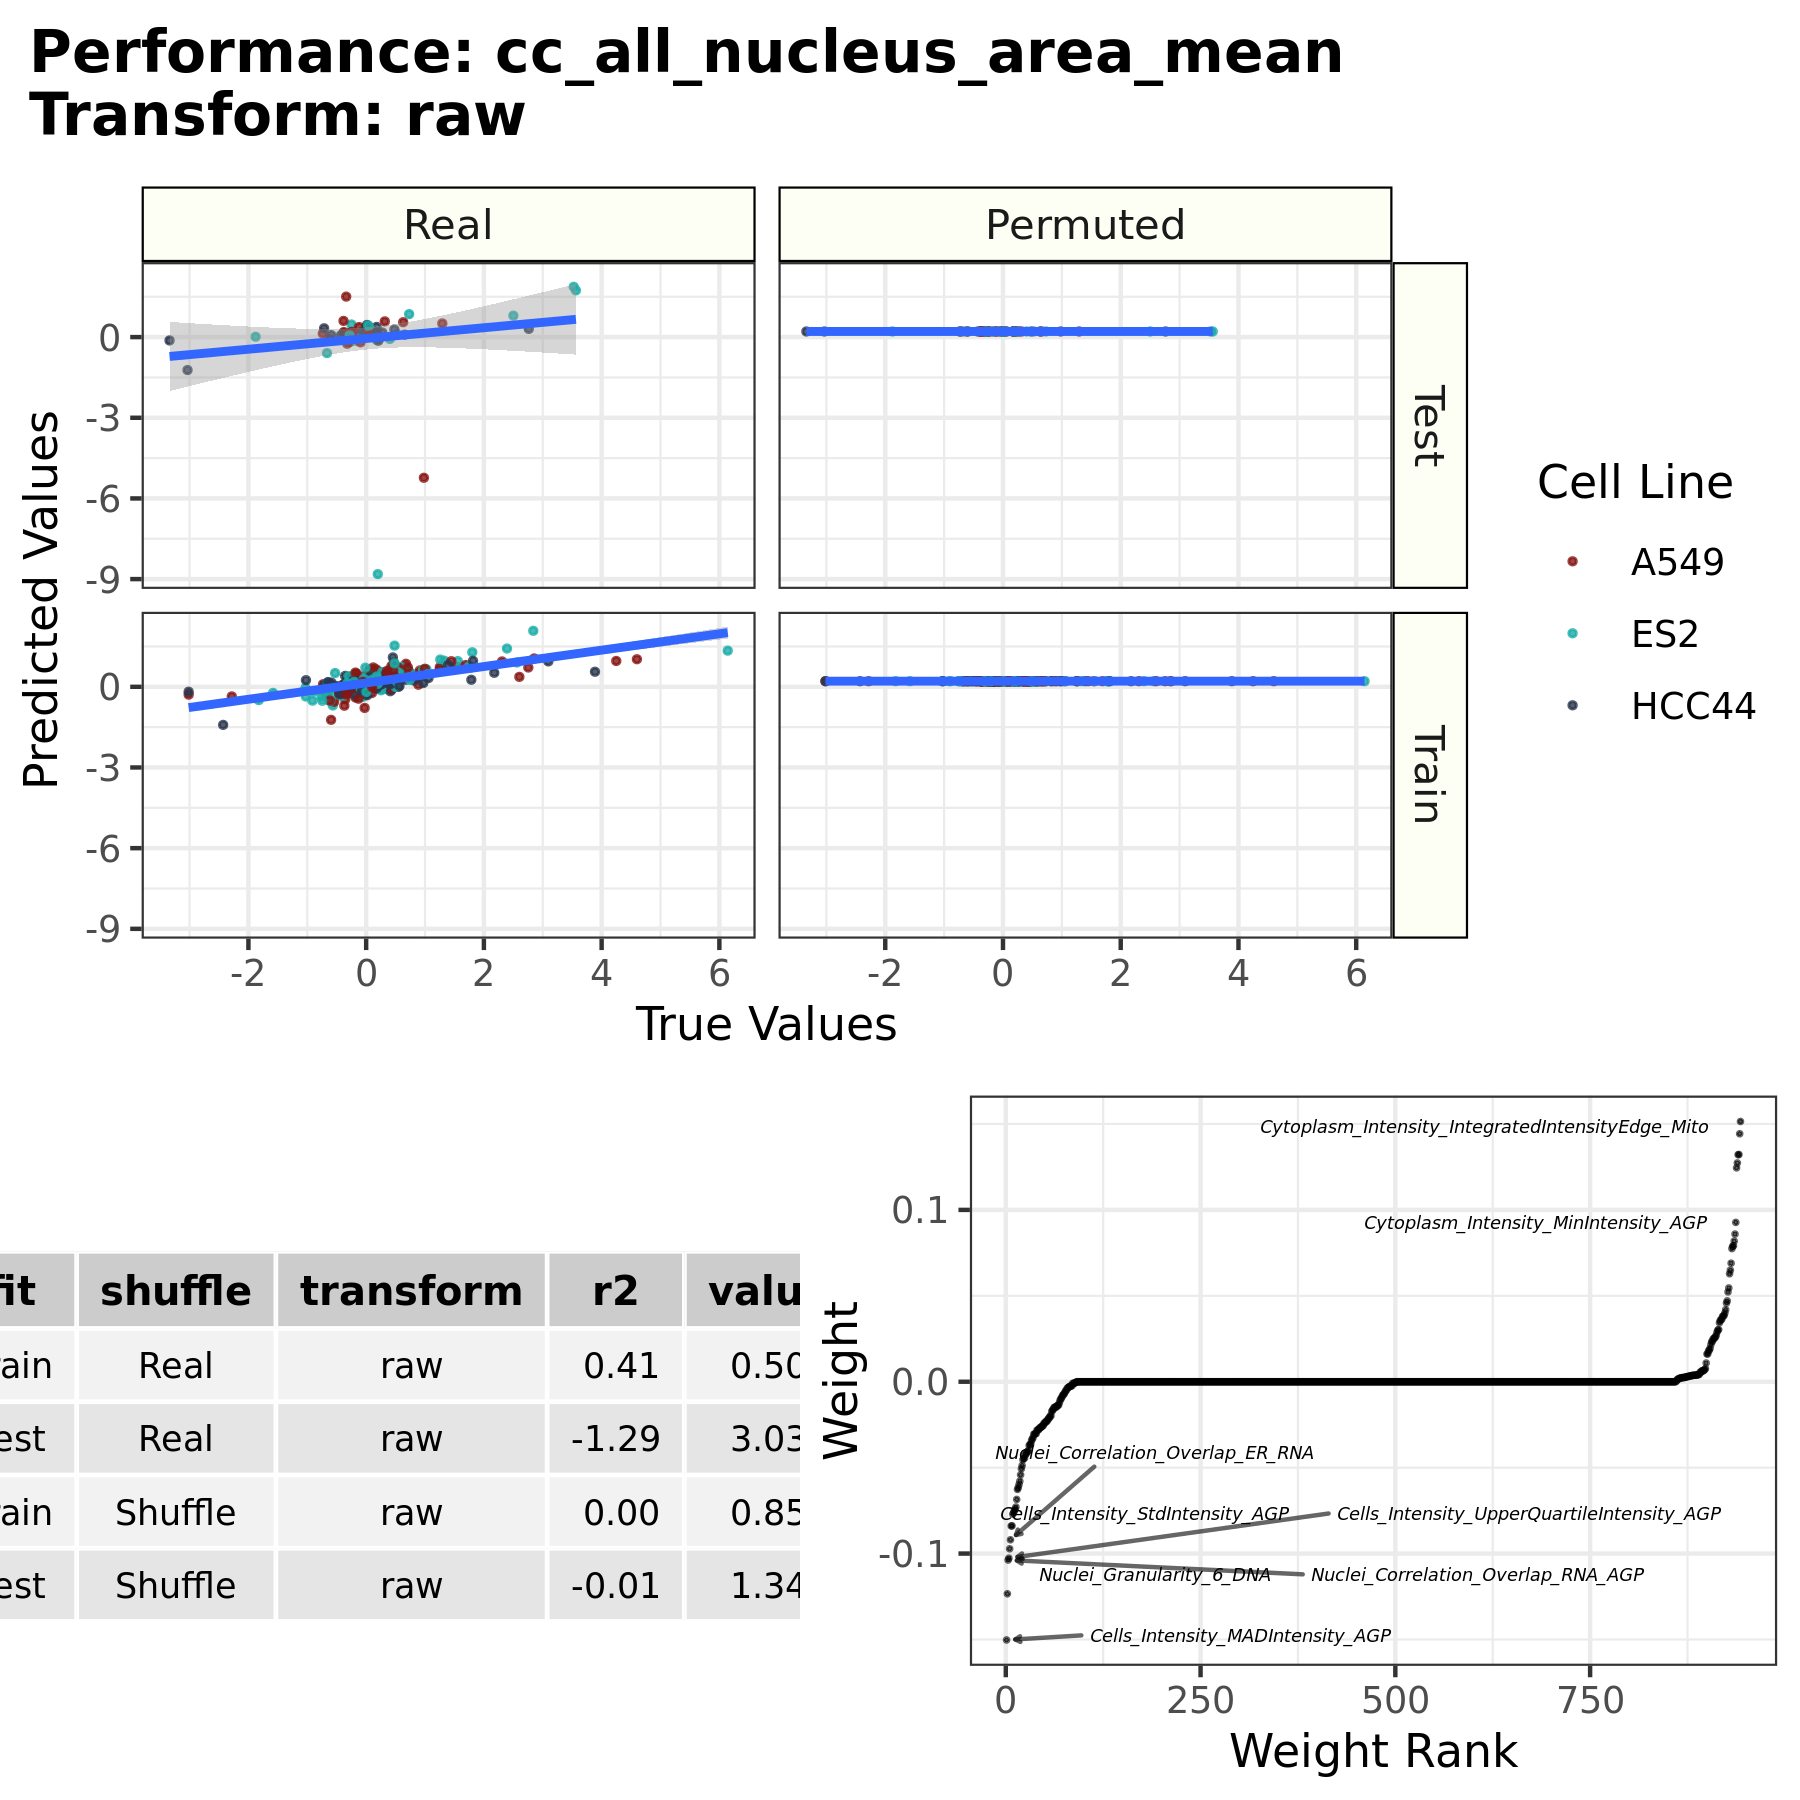 Performance: cc_all_nucleus_area_mean
Transform: raw
Real
Permuted
Test
Train
0
-3
-6
-9
0
-3
-6
-9
Predicted Values
-2 0 2 4 6
-2 0 2 4 6
True Values
Cell Line
A549
ES2
HCC44
fit shuffle transform r2 valu
ain Real raw 0.41 0.50
est Real raw -1.29 3.03
ain Shuffle raw 0.00 0.85
est Shuffle raw -0.01 1.34
Weight
0.1
0.0
-0.1
Cytoplasm_Intensity_IntegratedIntensityEdge_Mito
Cytoplasm_Intensity_MinIntensity_AGP
Nuclei_Correlation_Overlap_ER_RNA
Cells_Intensity_StdIntensity_AGP
Cells_Intensity_UpperQuartileIntensity_AGP
Nuclei_Granularity_6_DNA
Nuclei_Correlation_Overlap_RNA_AGP
Cells_Intensity_MADIntensity_AGP
0 250 500 750
Weight Rank